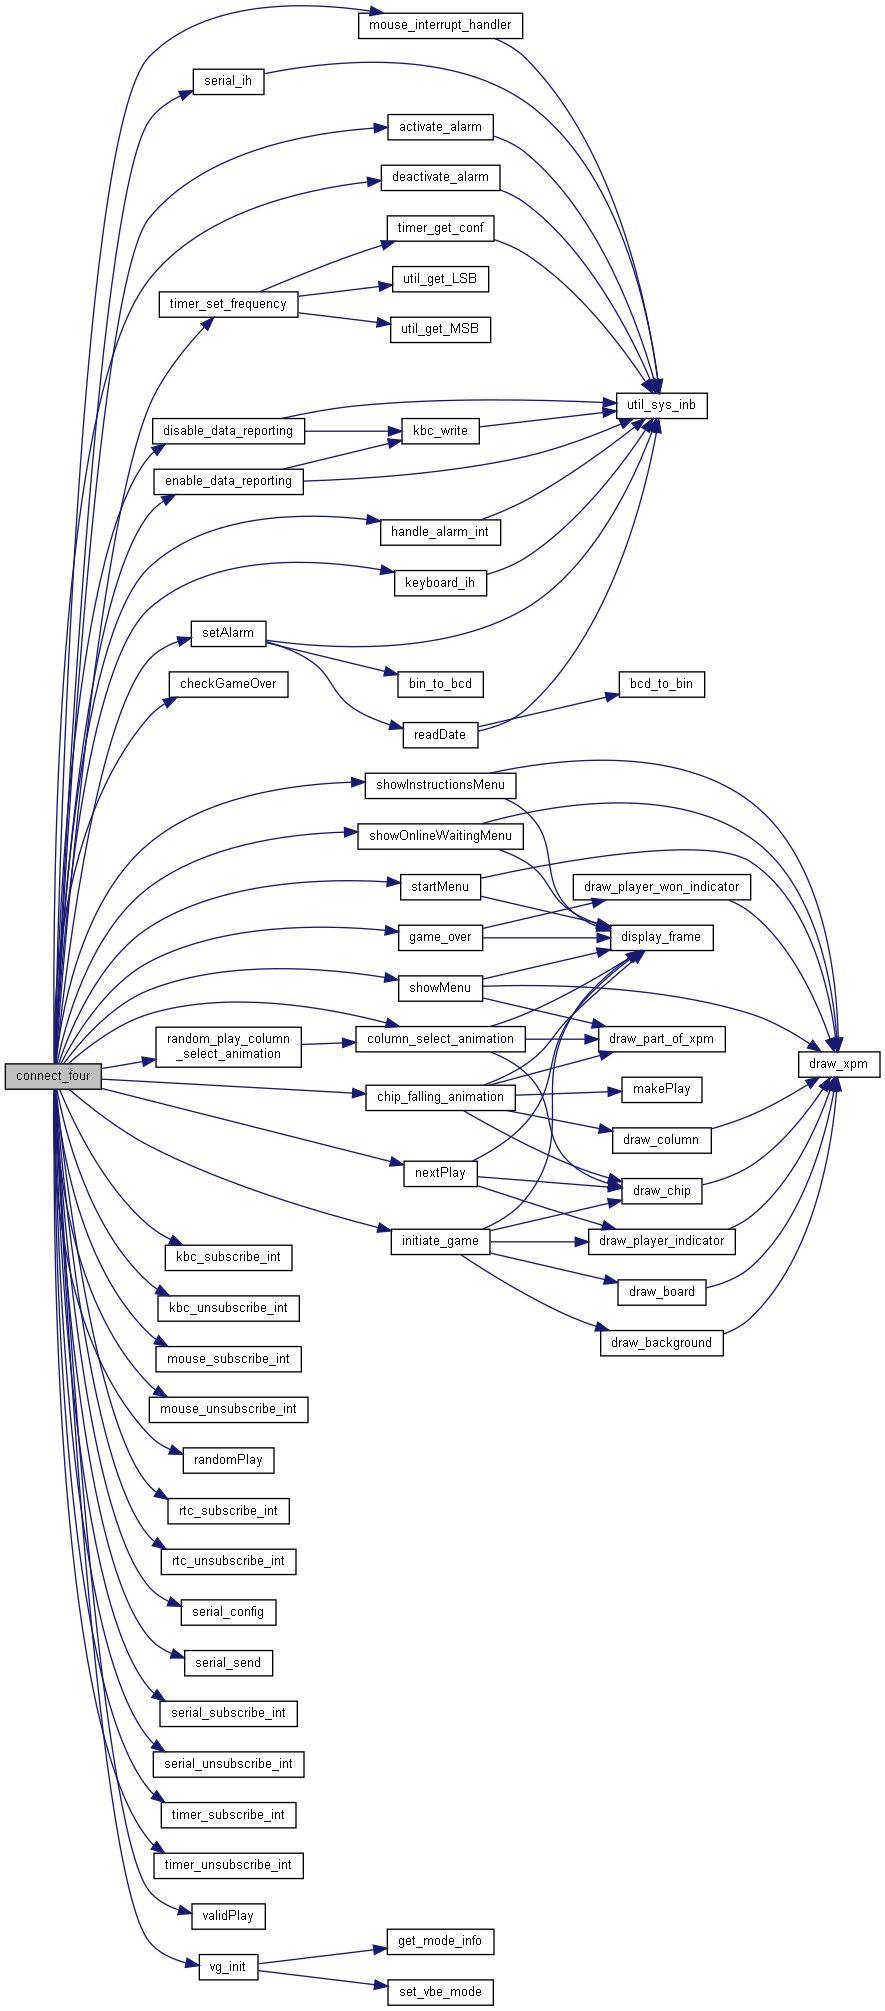 mouse_interrupt_handler
serial_ih
activate_alarm
deactivate_alarm
timer_get_conf
util_get_LSB
timer_set_frequency
util_get_MSB
util_sys_inb
disable_data_reporting
kbc_write
enable_data_reporting
handle_alarm_int
keyboard_ih
setAlarm
checkGameOver
bin_to_bcd
bcd_to_bin
readDate
showInstructionsMenu
showOnlineWaitingMenu
startMenu
draw_player_won_indicator
game_over
display_frame
showMenu
random_play_column
_select_animation
column_select_animation
draw_part_of_xpm
draw_xpm
connect_four
chip_falling_animation
makePlay
draw_column
nextPlay
draw_chip
initiate_game
draw_player_indicator
kbc_subscribe_int
draw_board
kbc_unsubscribe_int
draw_background
mouse_subscribe_int
mouse_unsubscribe_int
randomPlay
rtc_subscribe_int
rtc_unsubscribe_int
serial_config
serial_send
serial_subscribe_int
serial_unsubscribe_int
timer_subscribe_int
timer_unsubscribe_int
validPlay
get_mode_info
vg_init
set_vbe_mode